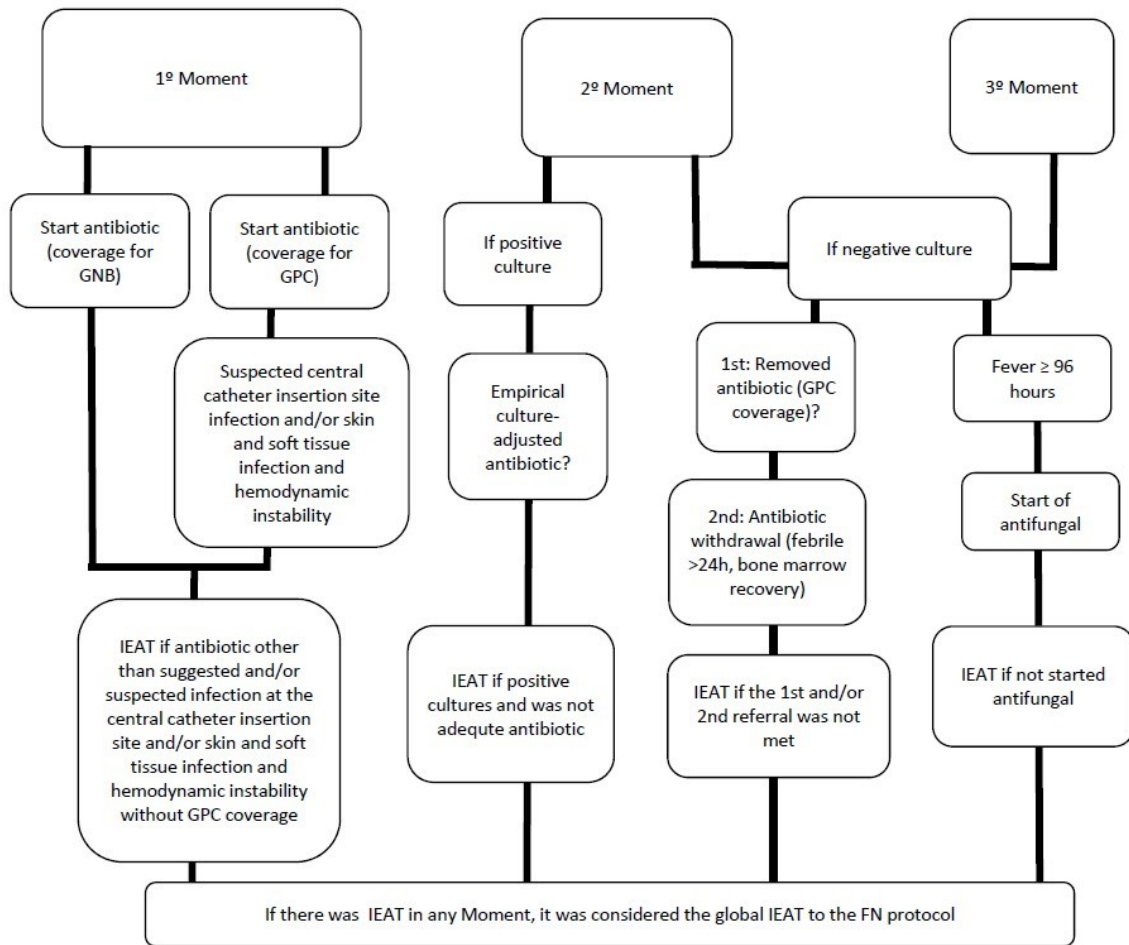 1º Moment
2º Moment
3º Moment
Start antibiotic
(coverage for
GNB)
Start antibiotic
(coverage for
GPC)
If positive
culture
If negative culture
Suspected central
catheter insertion
site infection
infection and/or skin
and soft tissue
infection and
hemodynamic
instability
Empirical
culture-
adjusted
antibiotic?
1st: Removed
antibiotic (GPC
coverage)?
Fever ≥ 96
hours
2nd: Antibiotic
withdrawal (febrile
>24h, bone marrow
recovery)
Start of
antifungal
IEAT if antibiotic other
than suggested and/or
suspected infection at the
central catheter insertion
site and/or skin and soft
tissue infection and
hemodynamic instability
without GPC coverage
IEAT if positive
cultures and was not
adequte antibiotic
IEAT if the 1st and/or
2nd referral was not
met
IEAT if not started
antifungal
If there was  IEAT in any Moment, it was considered the global IEAT to the FN protocol